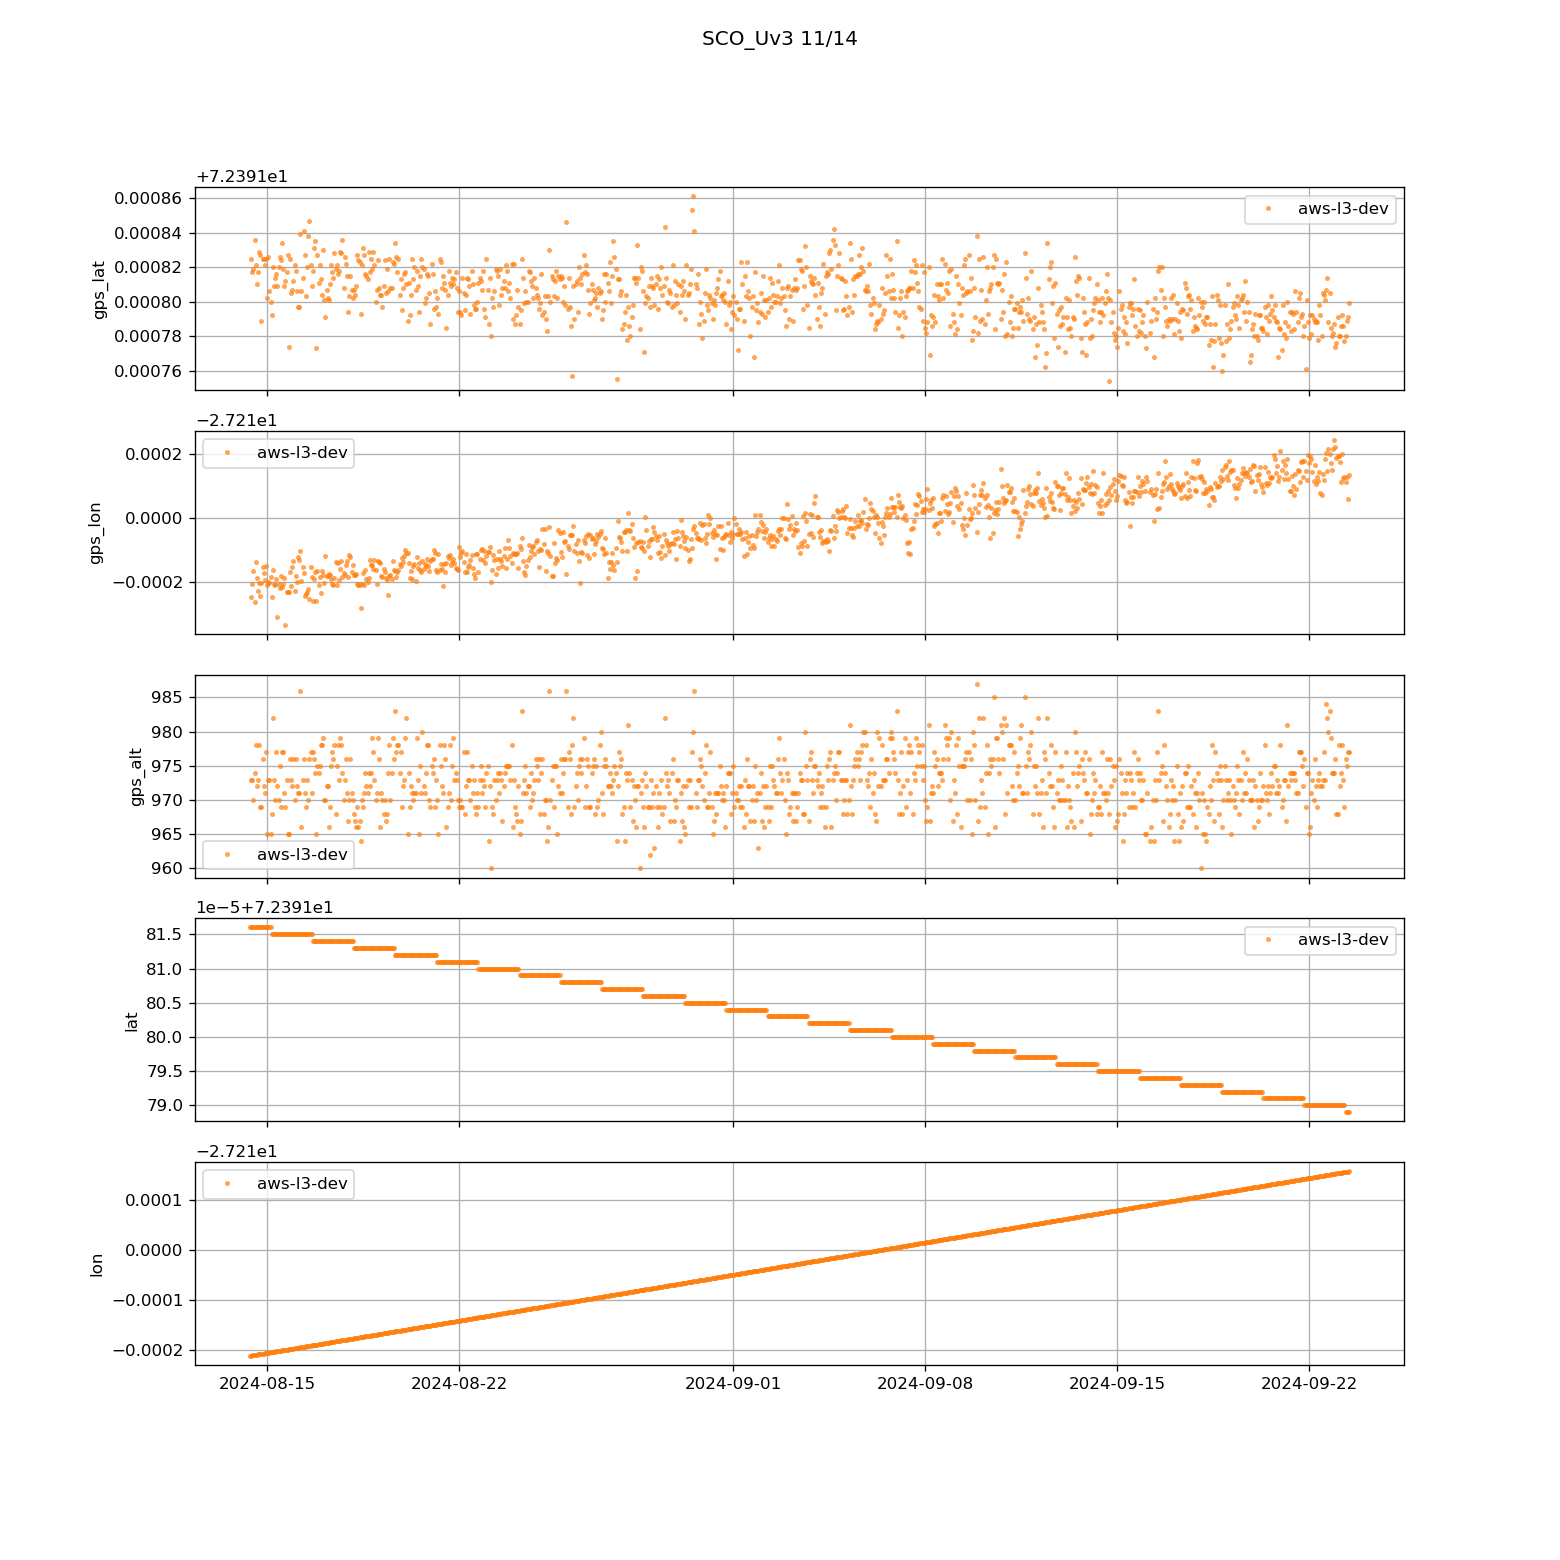 SCO_Uv3 11/14
+7.2391e1
0.00086
0.00084
0.00082
0.00080
0.00078
0.00076
gps_lat
aws-l3-dev
−2.721e1
0.0002
0.0000
−0.0002
gps_lon
aws-l3-dev
985
980
975
970
965
960
gps_alt
aws-l3-dev
1e−5+7.2391e1
81.5
81.0
80.5
80.0
79.5
79.0
lat
aws-l3-dev
−2.721e1
0.0001
0.0000
−0.0001
−0.0002
lon
aws-l3-dev
2024-08-15
2024-08-22
2024-09-01
2024-09-08
2024-09-15
2024-09-22